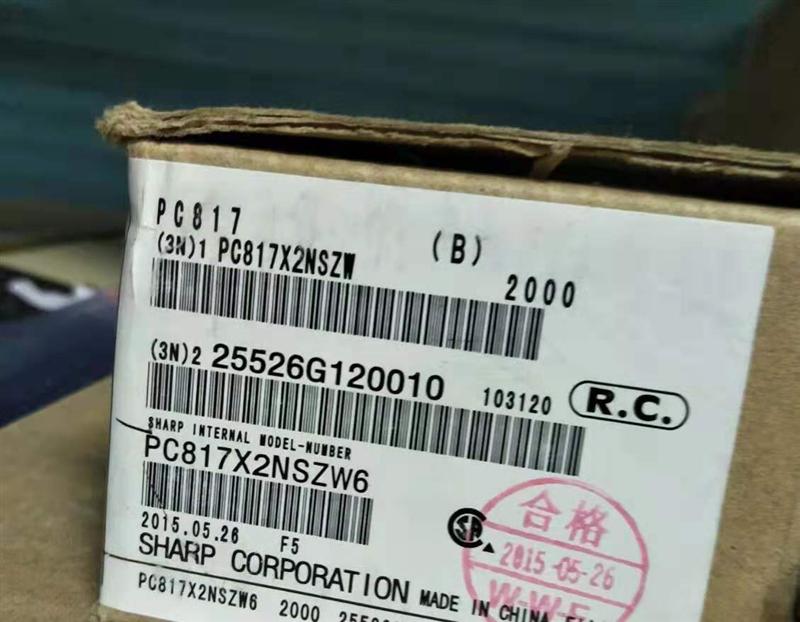 PC817
(B)
(3N)1 PC817X2NSZW
2000
(3N)2 25526G120010 103120 R.C.
SHARP INTERNAL MODEL-NUMBER
PC817X2NSZW6
2015.05.26 F5
SA
合格
2015-05-26
W-W-F
SHARP CORPORATION MADE IN CHINA
PC817X2NSZW6 2000